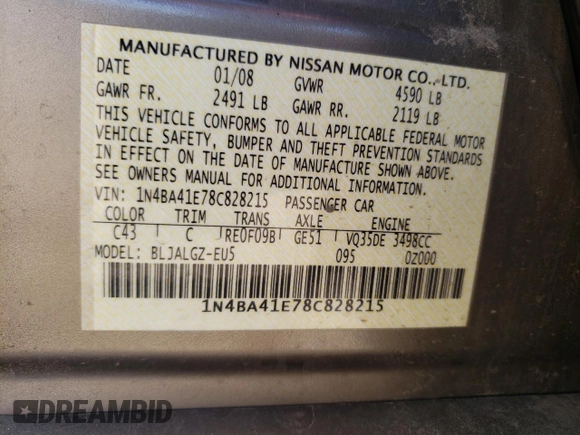 MANUFACTURED BY NISSAN MOTOR CO., LTD.
DATE 01/08 GVWR 4590 LB
GAWR FR. 2491 LB GAWR RR. 2119 LB
THIS VEHICLE CONFORMS TO ALL APPLICABLE FEDERAL MOTOR
VEHICLE SAFETY, BUMPER AND THEFT PREVENTION STANDARDS
IN EFFECT ON THE DATE OF MANUFACTURE SHOWN ABOVE.
SEE OWNERS MANUAL FOR ADDITIONAL INFORMATION.
VIN: 1N4BA41E78C828215 PASSENGER CAR
COLOR TRIM TRANS AXLE ENGINE
C43 C RE0F09B GE51 VQ35DE 3498CC
MODEL: BLJALGZ-EU5 095 0Z000
1N4BA41E78C828215
DREAMBID